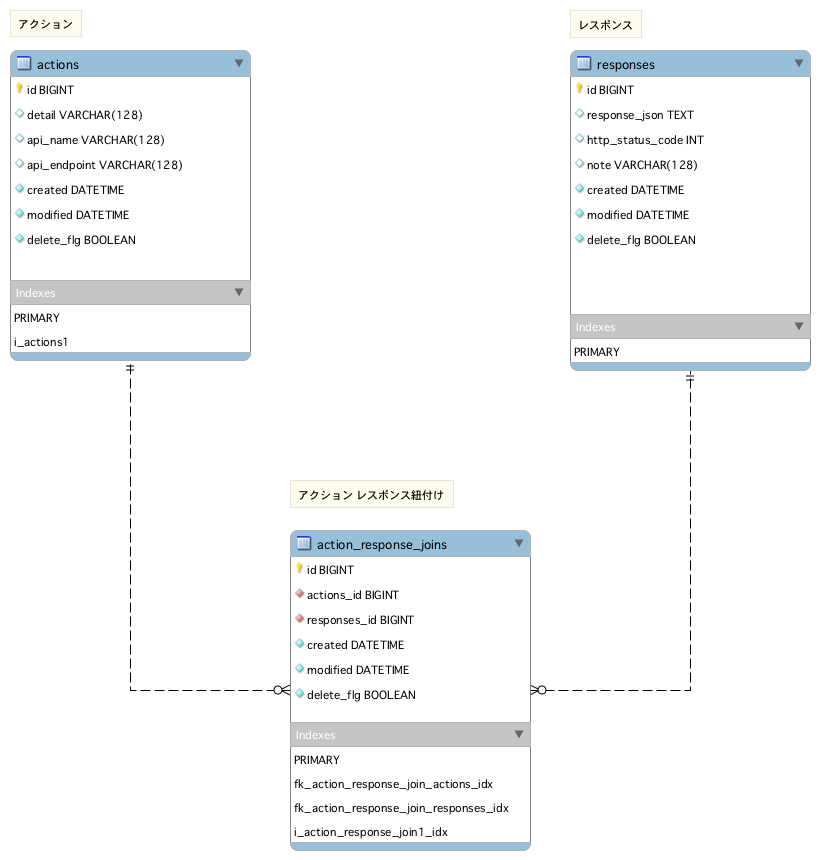 アクション
actions
id BIGINT
detail VARCHAR(128)
api_name VARCHAR(128)
api_endpoint VARCHAR(128)
created DATETIME
modified DATETIME
delete_flg BOOLEAN
Indexes
PRIMARY
i_actions1
レスポンス
responses
id BIGINT
response_json TEXT
http_status_code INT
note VARCHAR(128)
created DATETIME
modified DATETIME
delete_flg BOOLEAN
Indexes
PRIMARY
アクション レスポンス紐付け
action_response_joins
id BIGINT
actions_id BIGINT
responses_id BIGINT
created DATETIME
modified DATETIME
delete_flg BOOLEAN
Indexes
PRIMARY
fk_action_response_join_actions_idx
fk_action_response_join_responses_idx
i_action_response_join1_idx